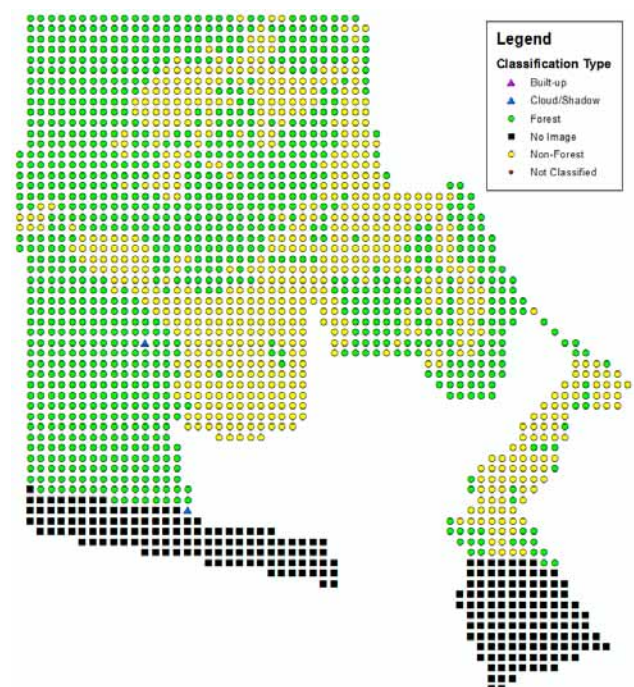 Legend
Classification Type
Built-up
Cloud/Shadow
Forest
No Image
Non-Forest
Not Classified